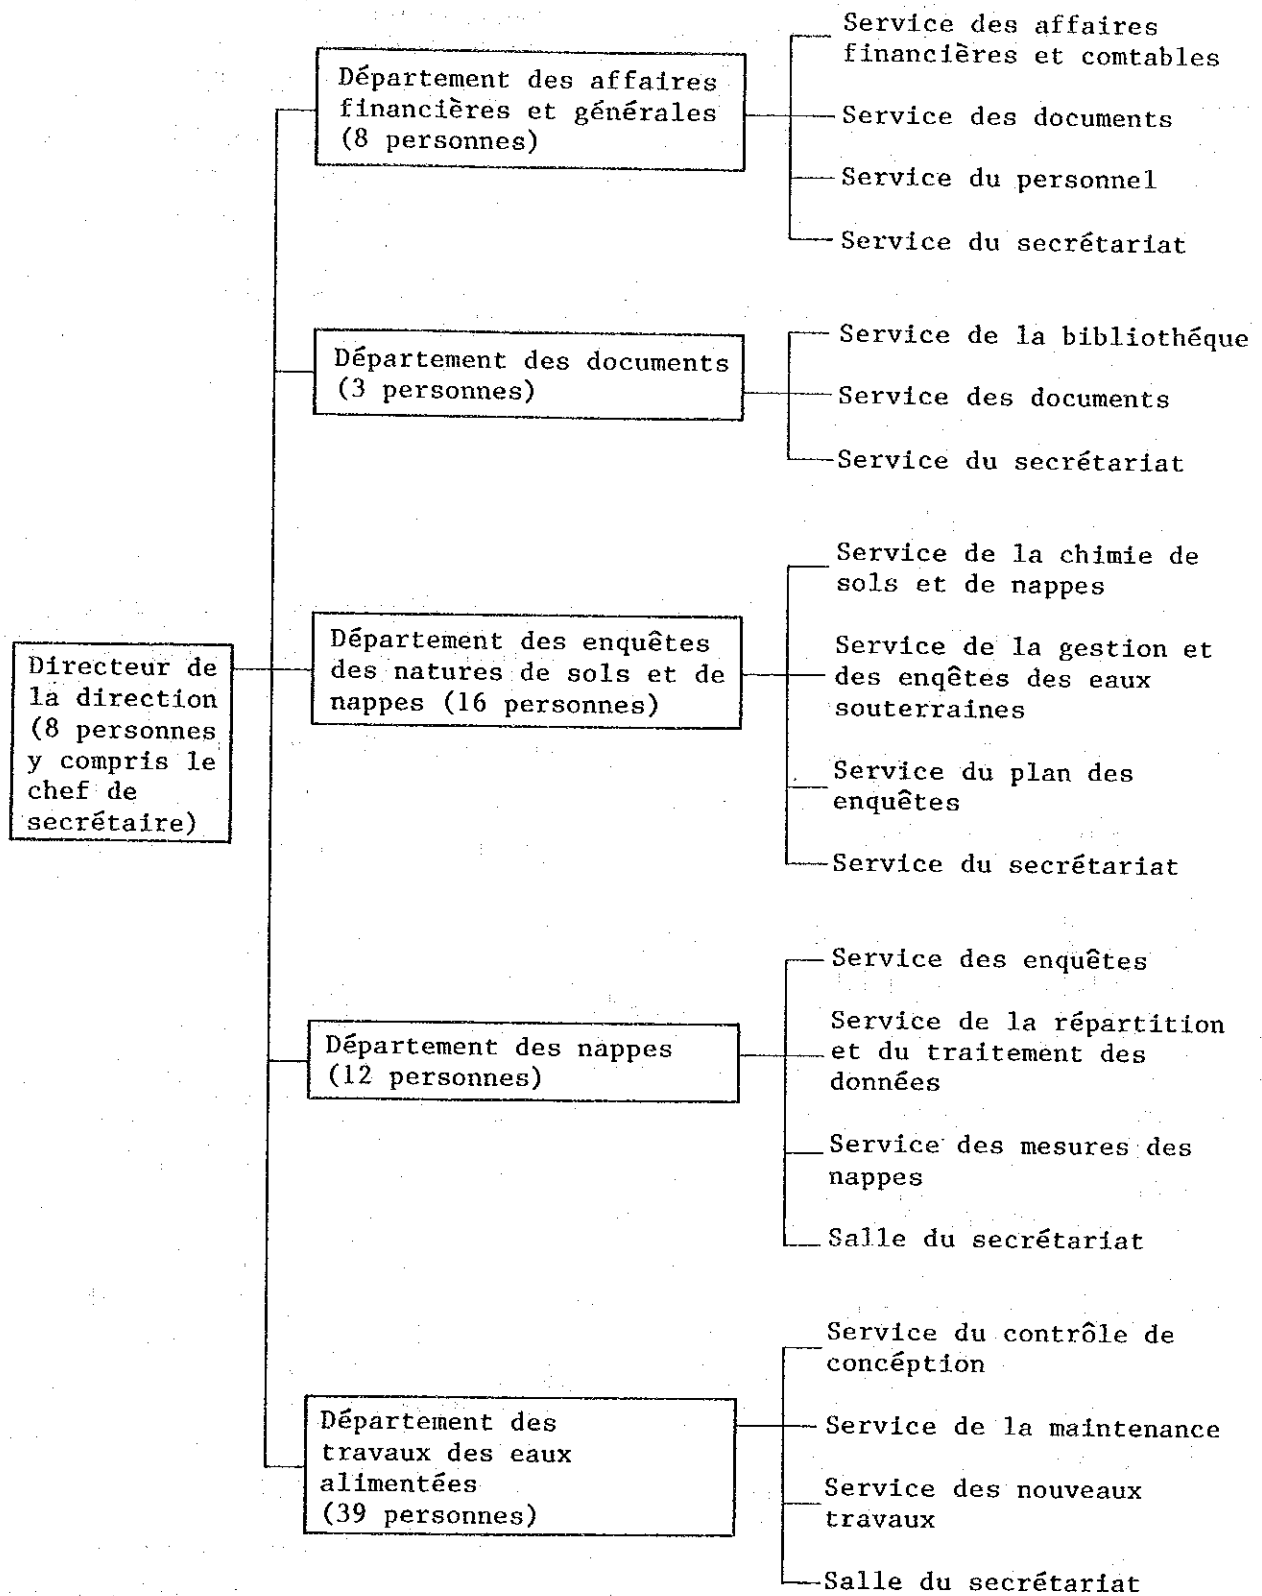 Directeur de
la direction
(8 personnes
y compris le
chef de
secrétaire)
Département des affaires
financières et générales
(8 personnes)
Service des affaires
financières et comtables
Service des documents
Service du personnel
Service du secrétariat
Département des documents
(3 personnes)
Service de la bibliothéque
Service des documents
Service du secrétariat
Département des enquêtes
des natures de sols et de
nappes (16 personnes)
Service de la chimie de
sols et de nappes
Service de la gestion et
des enqêtes des eaux
souterraines
Service du plan des
enquêtes
Service du secrétariat
Département des nappes
(12 personnes)
Service des enquêtes
Service de la répartition
et du traitement des
données
Service des mesures des
nappes
Salle du secrétariat
Département des
travaux des eaux
alimentées
(39 personnes)
Service du contrôle de
concéption
Service de la maintenance
Service des nouveaux
travaux
Salle du secrétariat